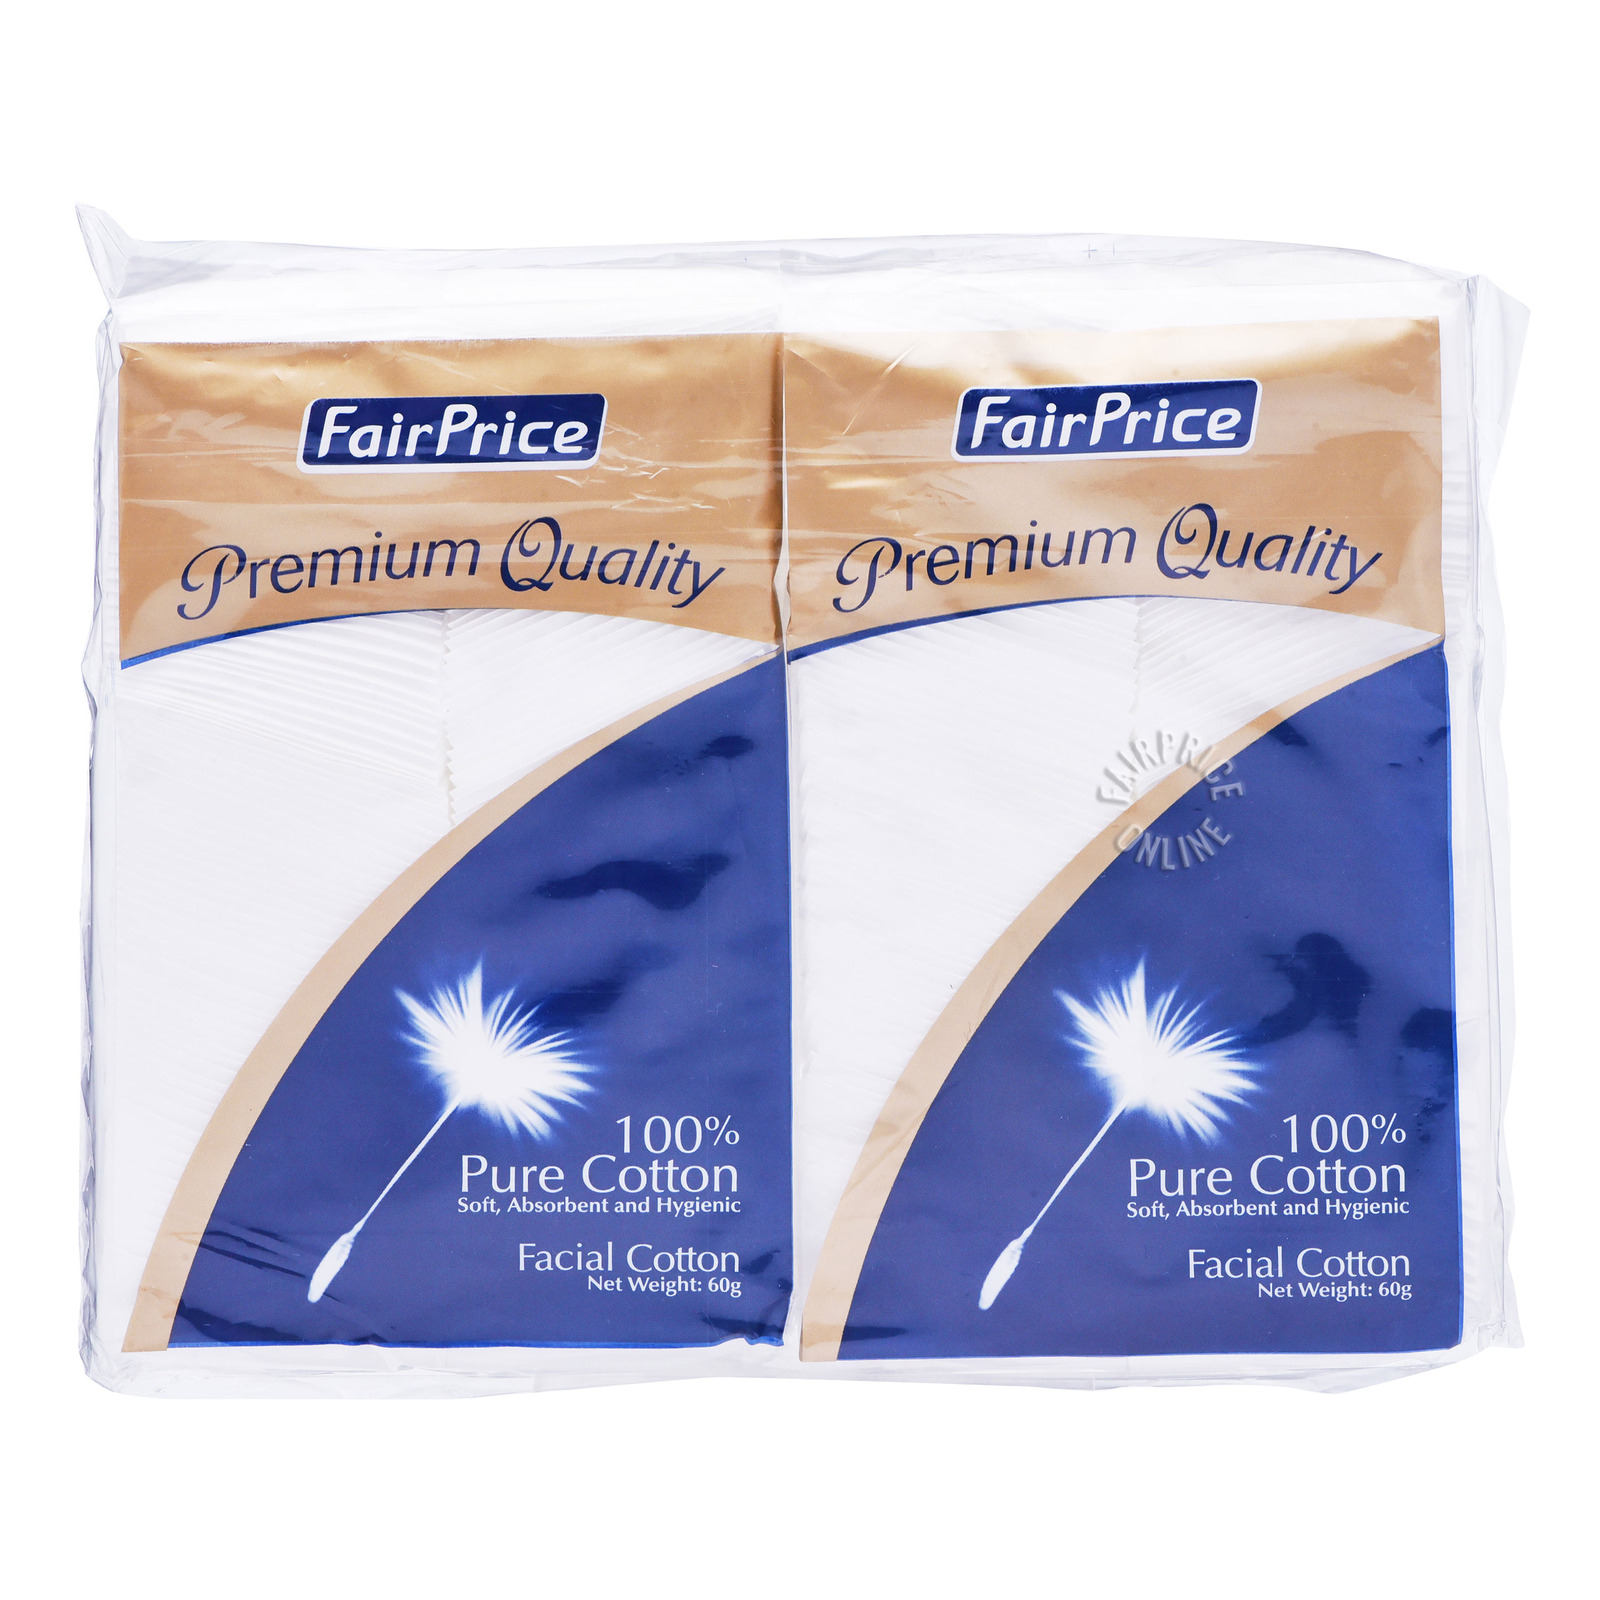 FairPrice
Premium Quality
100%
Pure Cotton
Soft, Absorbent and Hygienic
Facial Cotton
Net Weight: 60g
FairPrice
Premium Quality
FAIRPRICE
ONLINE
100%
Pure Cotton
Soft, Absorbent and Hygienic
Facial Cotton
Net Weight: 60g